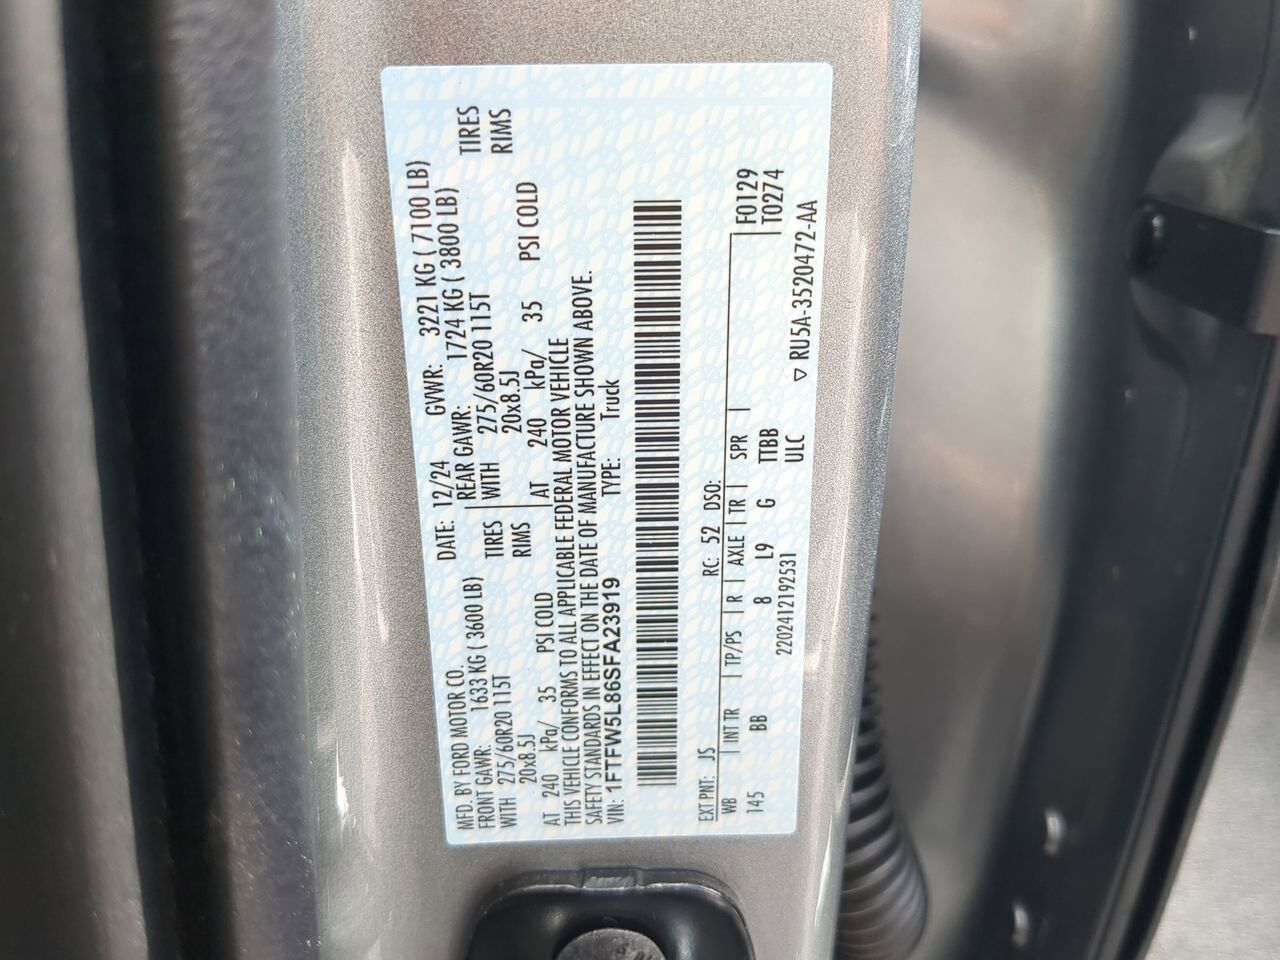 MFD. BY FORD MOTOR CO. DATE: 12/24 GVWR: 3221 KG ( 7100 LB)
FRONT GAWR: 1633 KG ( 3600 LB) REAR GAWR: 1724 KG ( 3800 LB)
WITH 275/60R20 115T TIRES WITH 275/60R20 115T TIRES
20x8.5J RIMS 20x8.5J RIMS
AT 240 kPa/ 35 PSI COLD AT 240 kPa/ 35 PSI COLD
THIS VEHICLE CONFORMS TO ALL APPLICABLE FEDERAL MOTOR VEHICLE
SAFETY STANDARDS IN EFFECT ON THE DATE OF MANUFACTURE SHOWN ABOVE.
VIN: 1FTFW5L86SFA23919 TYPE: Truck
F0129
T0274
EXT PNT: JS RC: 52 DSO:
WB INT TR TP/PS R AXLE TR SPR
145 BB 8 L9 G TTBB
2202412192531 ULC
▽ RU5A-3520472-AA